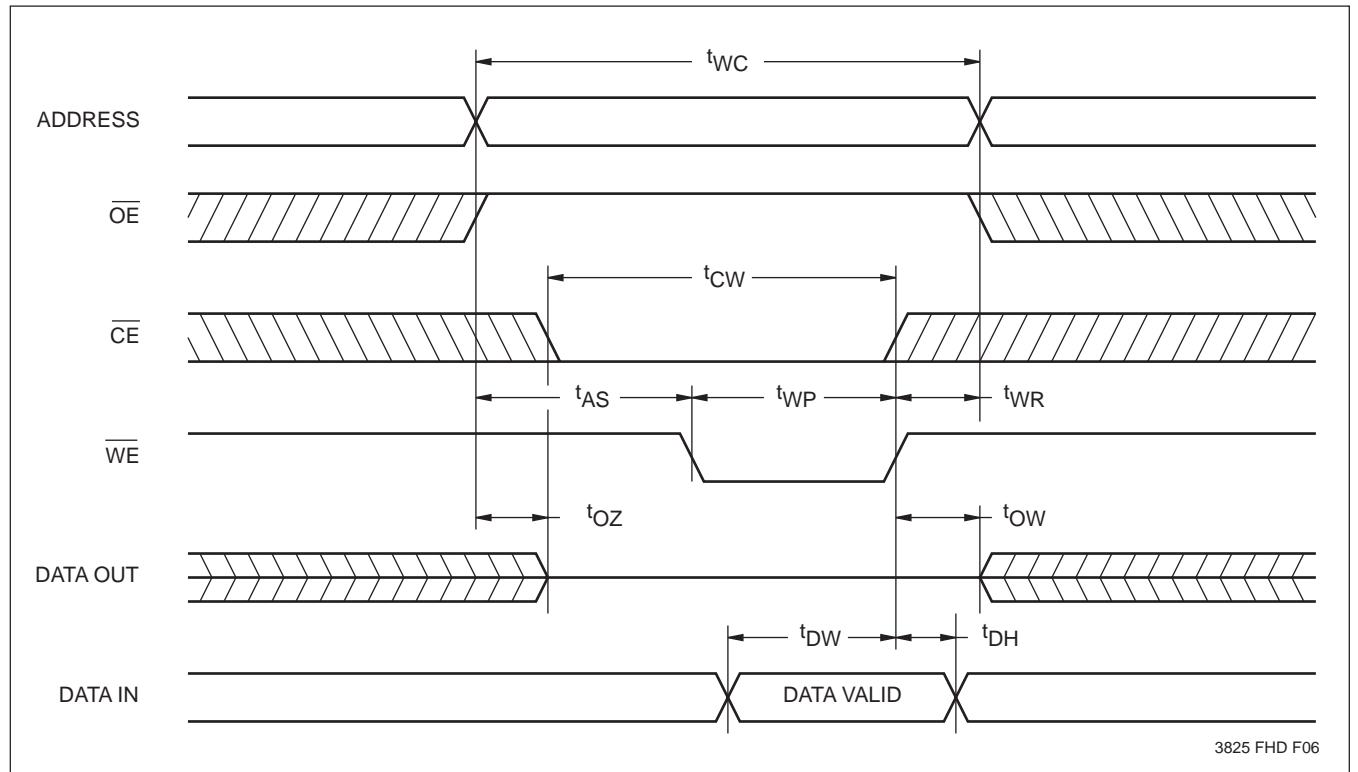 tWC
ADDRESS
OE
tCW
CE
tAS
tWP
tWR
WE
tOZ
tOW
DATA OUT
tDW
tDH
DATA IN
DATA VALID
3825 FHD F06